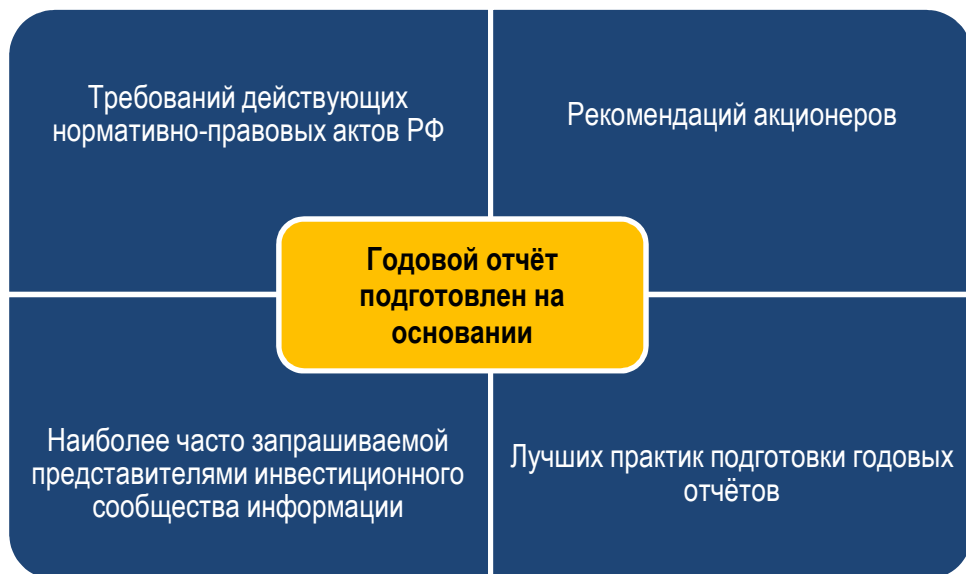 Требований действующих
нормативно-правовых актов РФ
Рекомендаций акционеров
Годовой отчёт
подготовлен на
основании
Наиболее часто запрашиваемой
представителями инвестиционного
сообщества информации
Лучших практик подготовки годовых
отчётов